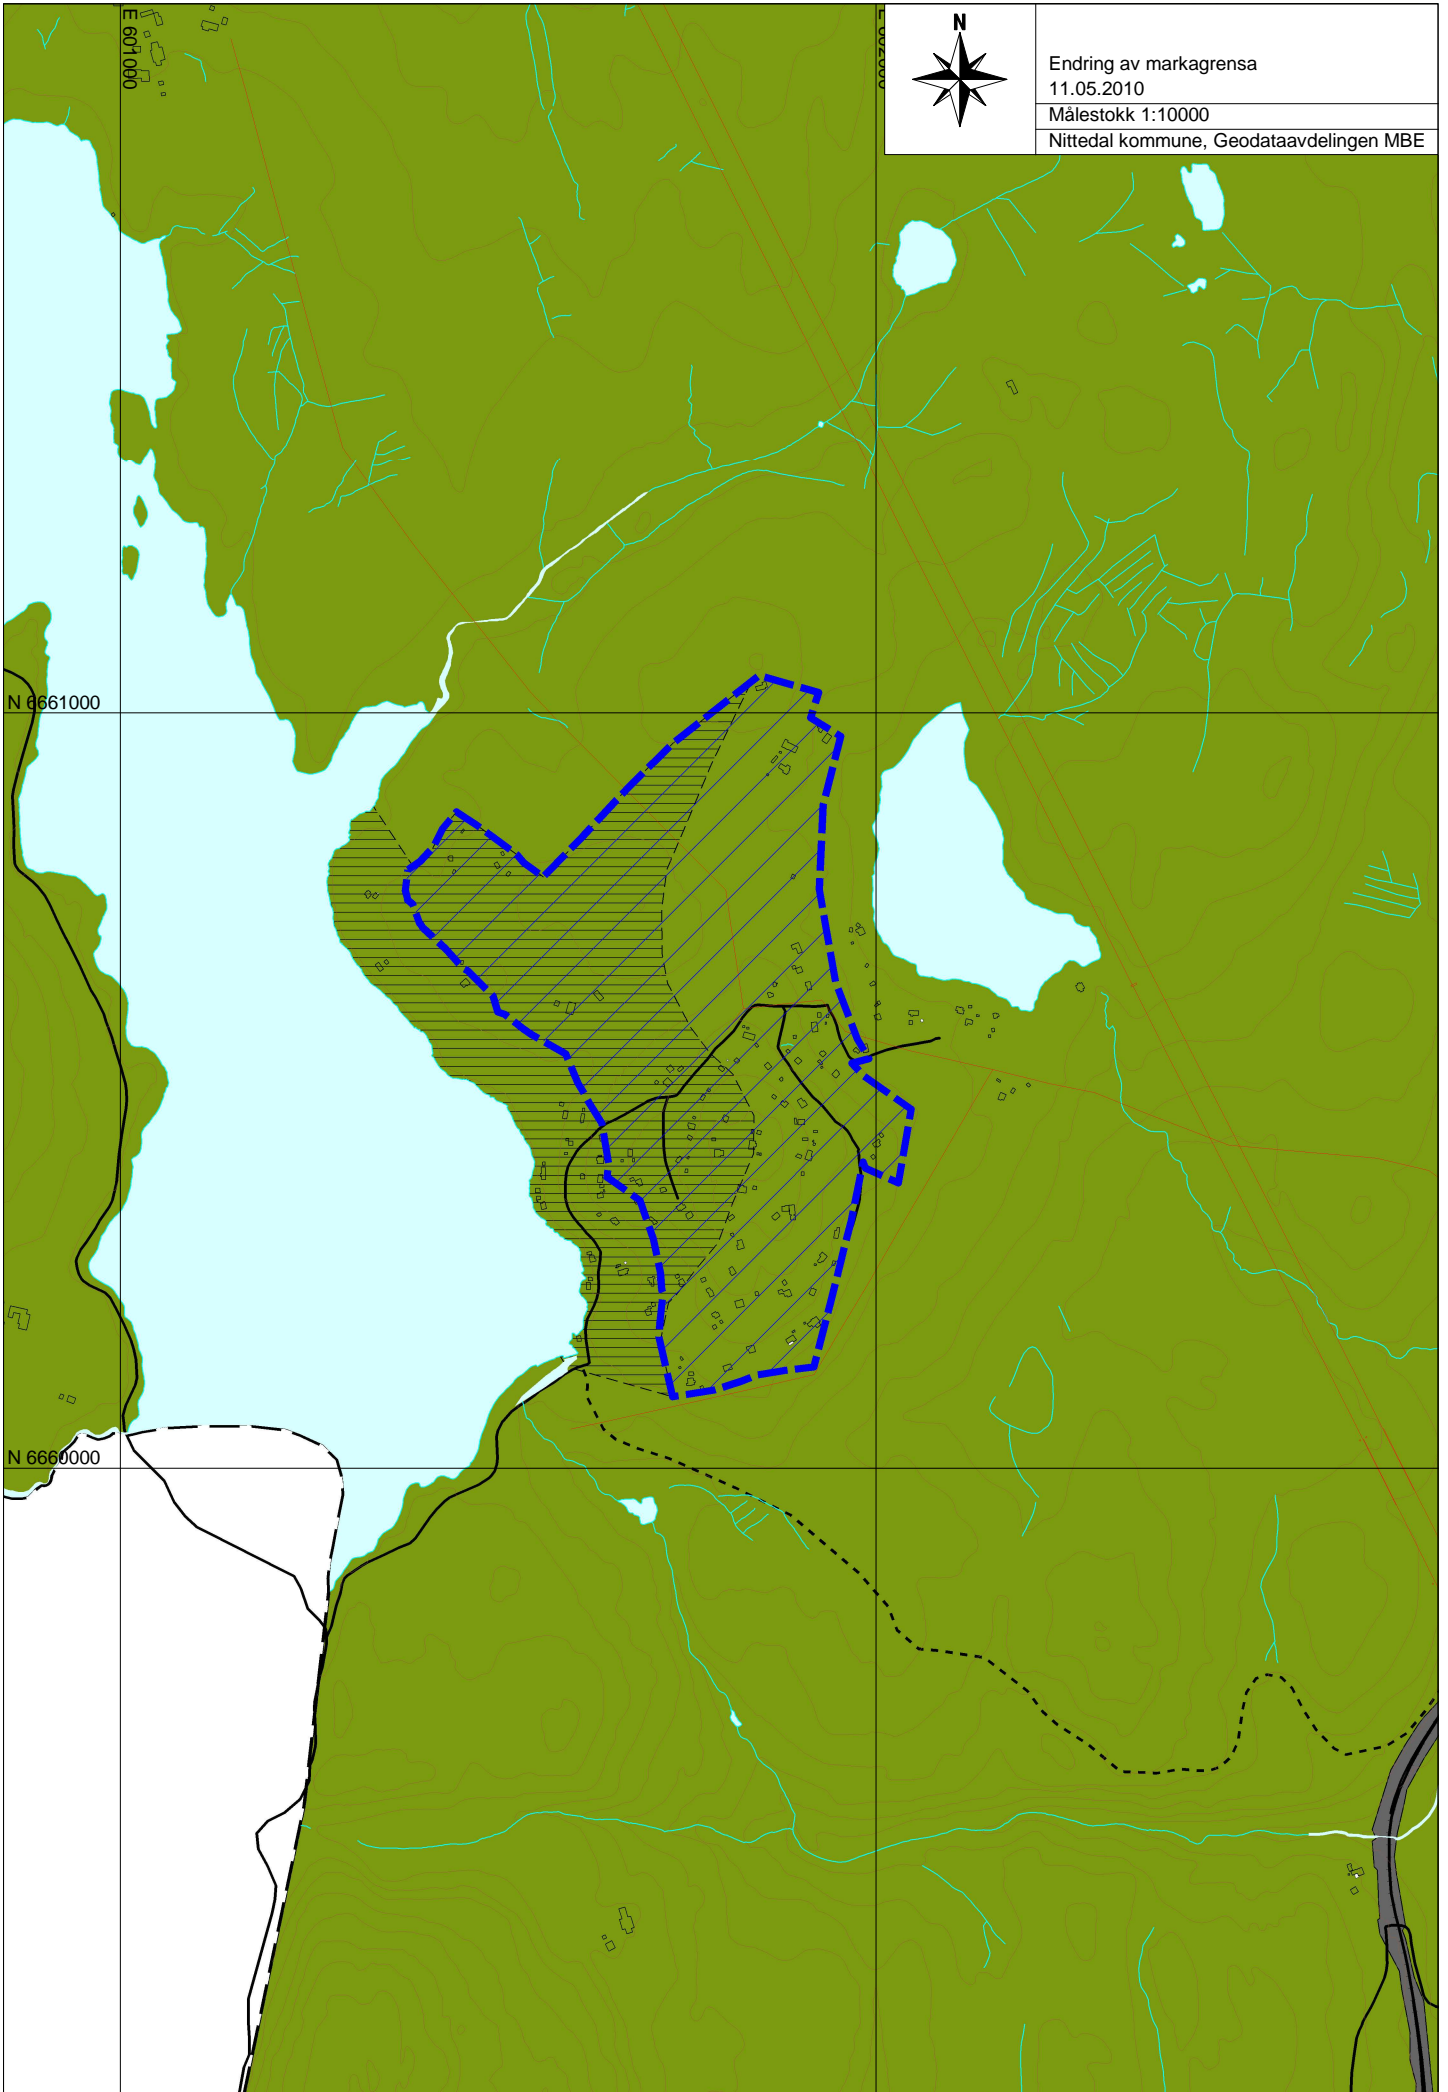 E 601000
N
Endring av markagrensa
11.05.2010
Målestokk 1:10000
Nittedal kommune, Geodataavdelingen MBE
N 6661000
N 6660000